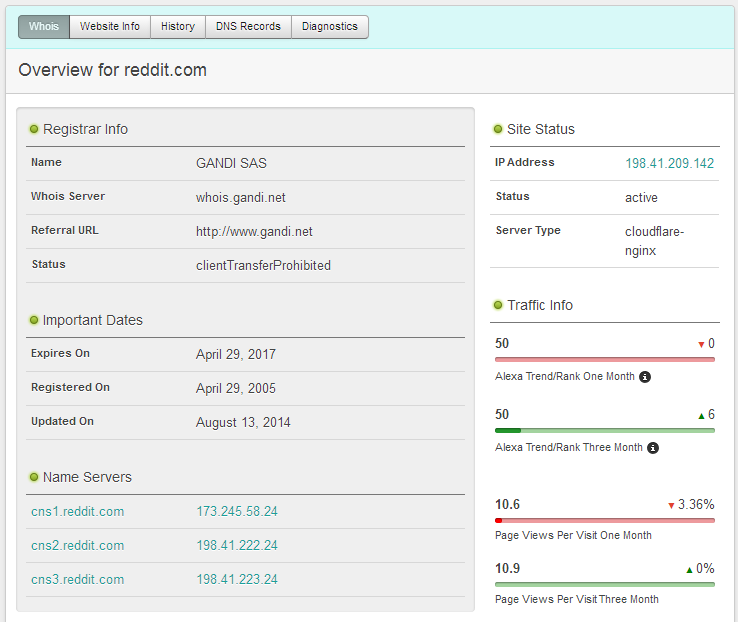 Whois Website Info History DNS Records Diagnostics
Overview for reddit.com
Registrar Info
Name GANDI SAS
Whois Server whois.gandi.net
Referral URL http://www.gandi.net
Status clientTransferProhibited
Important Dates
Expires On April 29, 2017
Registered On April 29, 2005
Updated On August 13, 2014
Name Servers
cns1.reddit.com 173.245.58.24
cns2.reddit.com 198.41.222.24
cns3.reddit.com 198.41.223.24
Site Status
IP Address 198.41.209.142
Status active
Server Type cloudflare-
nginx
Traffic Info
50 ▼ 0
Alexa Trend/Rank One Month
50 ▲ 6
Alexa Trend/Rank Three Month
10.6 ▼ 3.36%
Page Views Per Visit One Month
10.9 ▲ 0%
Page Views Per Visit Three Month